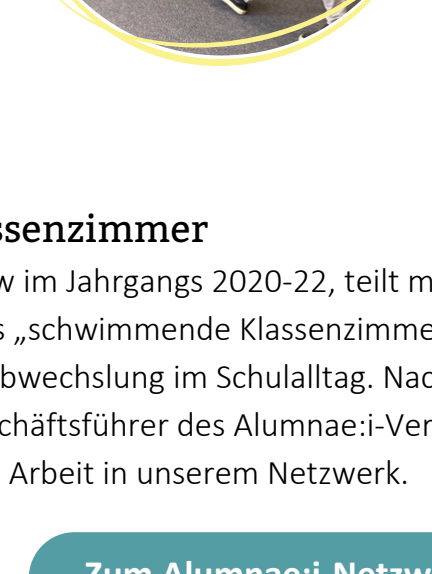 ssenzimmer
w im Jahrgangs 2020-22, teilt m
s „schwimmende Klassenzimme
bwechslung im Schulalltag. Nac
chäftsführer des Alumnae:i-Ver
Arbeit in unserem Netzwerk.
Zum Alumnae:i-Netzw